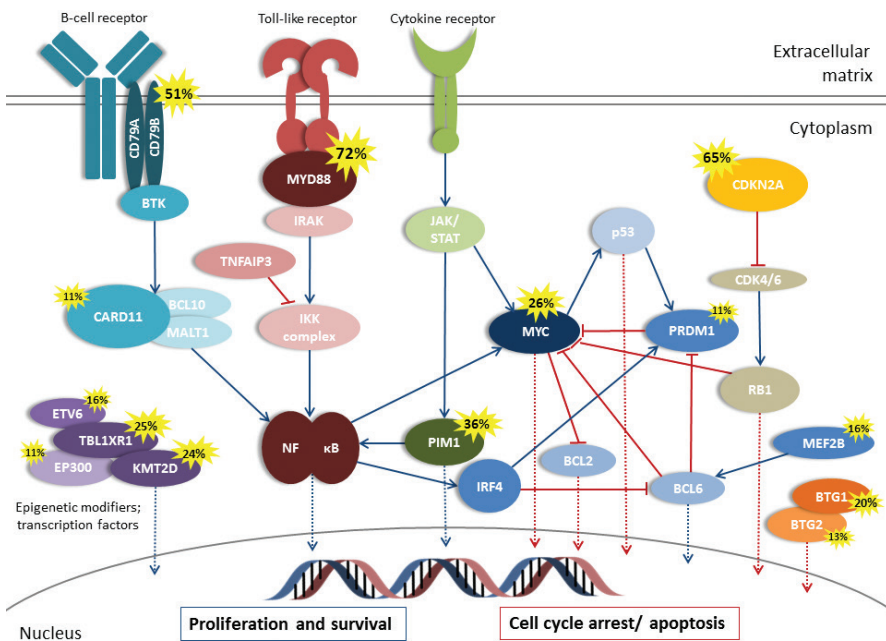 B-cell receptor
Toll-like receptor
Cytokine receptor
Extracellular
matrix
Cytoplasm
CD79A
CD79B
51%
MYD88
72%
BTK
IRAK
JAK/
STAT
p53
65%
CDKN2A
TNFAIP3
CDK4/6
11%
CARD11
BCL10
MALT1
IKK
complex
26%
MYC
11%
PRDM1
RB1
ETV6
16%
TBL1XR1
25%
11%
EP300
KMT2D
24%
NF
κB
PIM1
36%
BCL2
IRF4
BCL6
MEF2B
16%
BTG1
20%
BTG2
13%
Epigenetic modifiers;
transcription factors
Proliferation and survival
Cell cycle arrest/ apoptosis
Nucleus